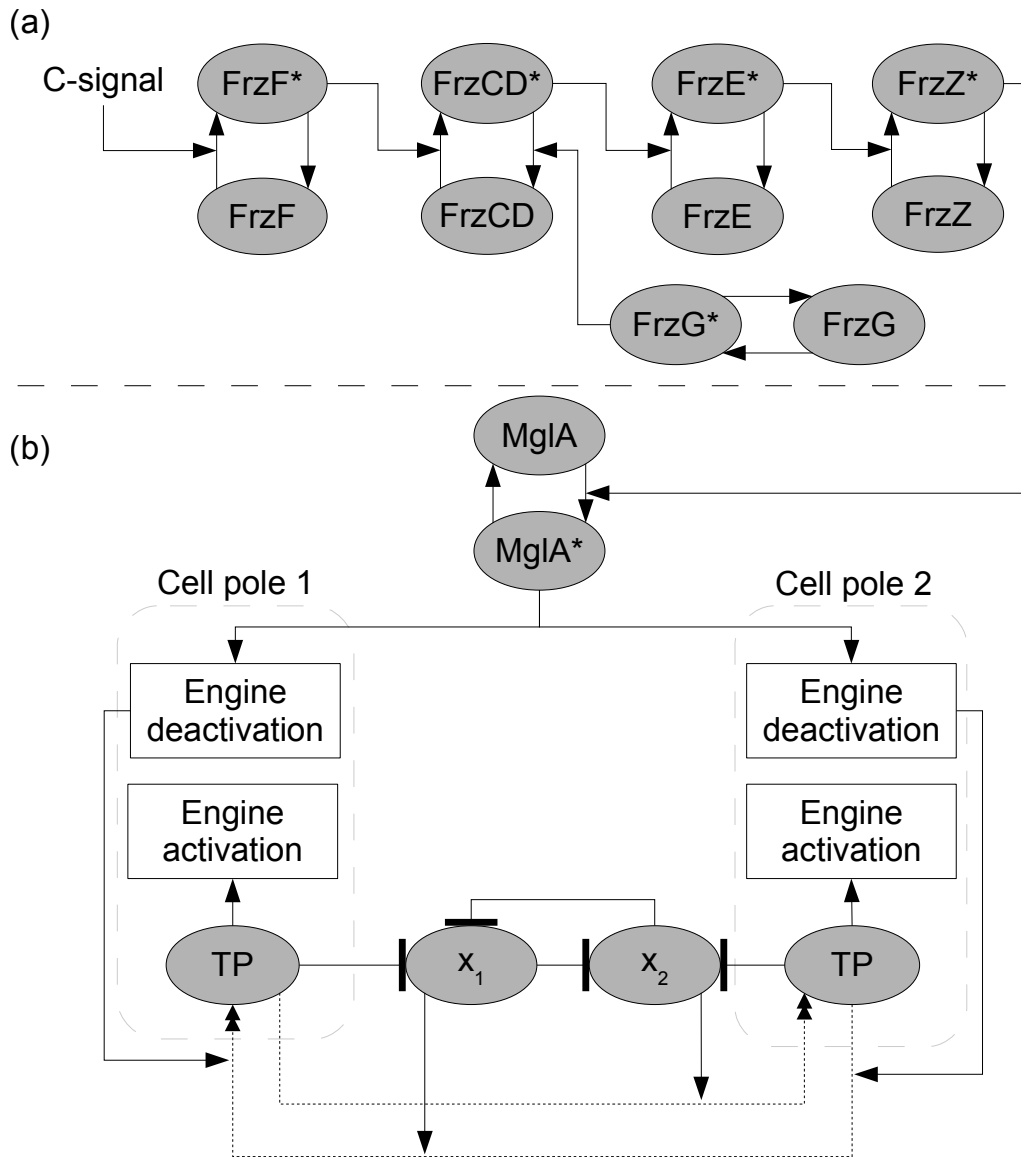 (a)
C-signal
FrzF*
FrzCD*
FrzE*
FrzZ*
FrzF
FrzCD
FrzE
FrzZ
FrzG*
FrzG
(b)
MglA
MglA*
Cell pole 1
Cell pole 2
Engine
deactivation
Engine
deactivation
Engine
activation
Engine
activation
TP
x1
x2
TP